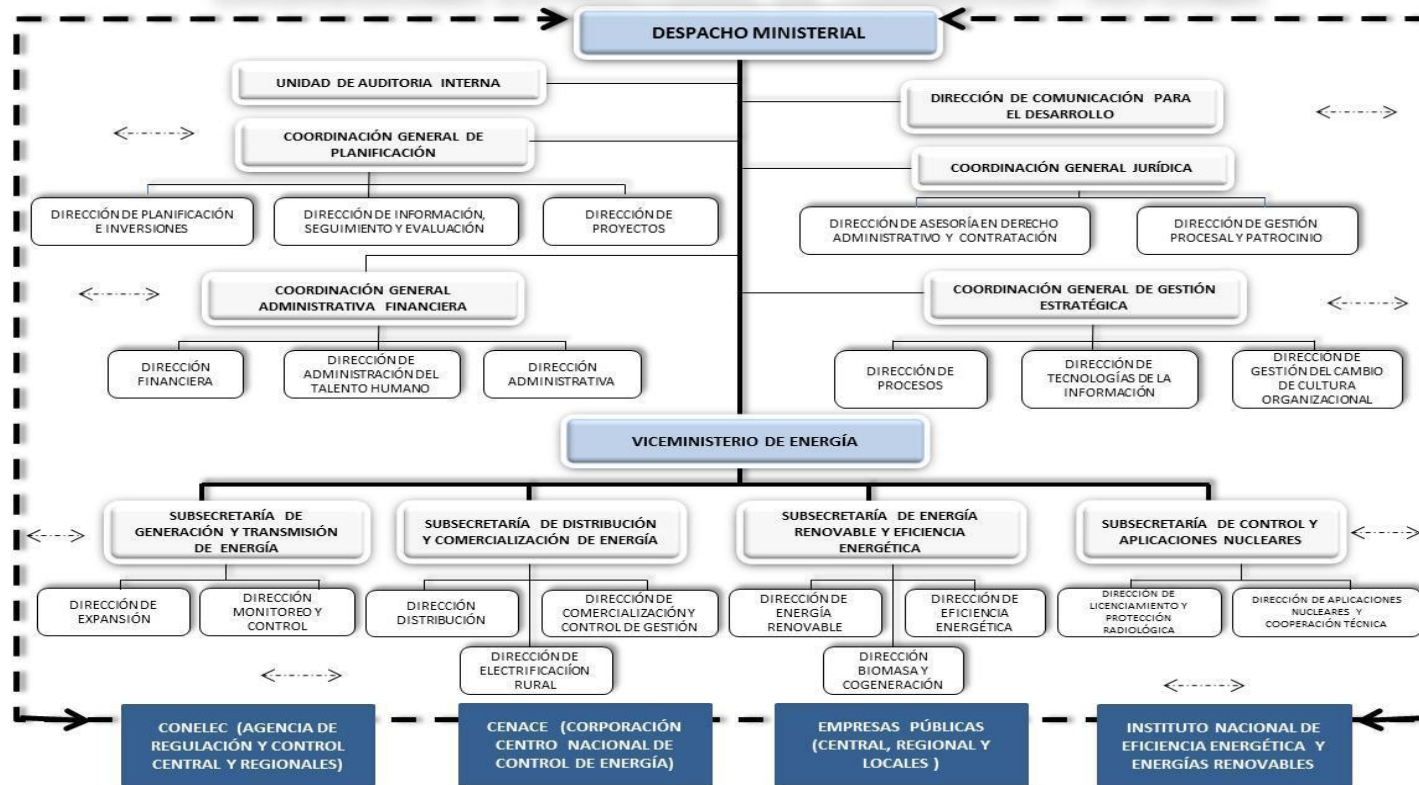 DESPACHO MINISTERIAL
UNIDAD DE AUDITORIA INTERNA
DIRECCIÓN DE COMUNICACIÓN PARA
EL DESARROLLO
COORDINACIÓN GENERAL DE
PLANIFICACIÓN
COORDINACIÓN GENERAL JURÍDICA
DIRECCIÓN DE PLANIFICACIÓN
E INVERSIONES
DIRECCIÓN DE INFORMACIÓN,
SEGUIMIENTO Y EVALUACIÓN
DIRECCIÓN DE
PROYECTOS
DIRECCIÓN DE ASESORÍA EN DERECHO
ADMINISTRATIVO Y CONTRATACIÓN
DIRECCIÓN DE GESTIÓN
PROCESAL Y PATROCINIO
COORDINACIÓN GENERAL
ADMINISTRATIVA FINANCIERA
COORDINACIÓN GENERAL DE GESTIÓN
ESTRATÉGICA
DIRECCIÓN
FINANCIERA
DIRECCIÓN DE
ADMINISTRACIÓN DEL
TALENTO HUMANO
DIRECCIÓN
ADMINISTRATIVA
DIRECCIÓN DE
PROCESOS
DIRECCIÓN DE
TECNOLOGÍAS DE LA
INFORMACIÓN
DIRECCIÓN DE
GESTIÓN DEL CAMBIO
DE CULTURA
ORGANIZACIONAL
VICEMINISTERIO DE ENERGÍA
SUBSECRETARÍA DE
GENERACIÓN Y TRANSMISIÓN
DE ENERGÍA
SUBSECRETARÍA DE DISTRIBUCIÓN
Y COMERCIALIZACIÓN DE ENERGÍA
SUBSECRETARÍA DE ENERGÍA
RENOVABLE Y EFICIENCIA
ENERGÉTICA
SUBSECRETARÍA DE CONTROL Y
APLICACIONES NUCLEARES
DIRECCIÓN DE
EXPANSIÓN
DIRECCIÓN
MONITOREO Y
CONTROL
DIRECCIÓN
DISTRIBUCIÓN
DIRECCIÓN DE
COMERCIALIZACIÓN Y
CONTROL DE GESTIÓN
DIRECCIÓN DE
ENERGÍA
RENOVABLE
DIRECCIÓN DE
EFICIENCIA
ENERGÉTICA
DIRECCIÓN DE
LICENCIAMIENTO Y
PROTECCIÓN
RADIOLÓGICA
DIRECCIÓN DE APLICACIONES
NUCLEARES Y
COOPERACIÓN TÉCNICA
DIRECCIÓN DE
ELECTRIFICACIÍON
RURAL
DIRECCIÓN
BIOMASA Y
COGENERACIÓN
CONELEC (AGENCIA DE
REGULACIÓN Y CONTROL
CENTRAL Y REGIONALES)
CENACE (CORPORACIÓN
CENTRO NACIONAL DE
CONTROL DE ENERGÍA)
EMPRESAS PÚBLICAS
(CENTRAL, REGIONAL Y
LOCALES )
INSTITUTO NACIONAL DE
EFICIENCIA ENERGÉTICA Y
ENERGÍAS RENOVABLES